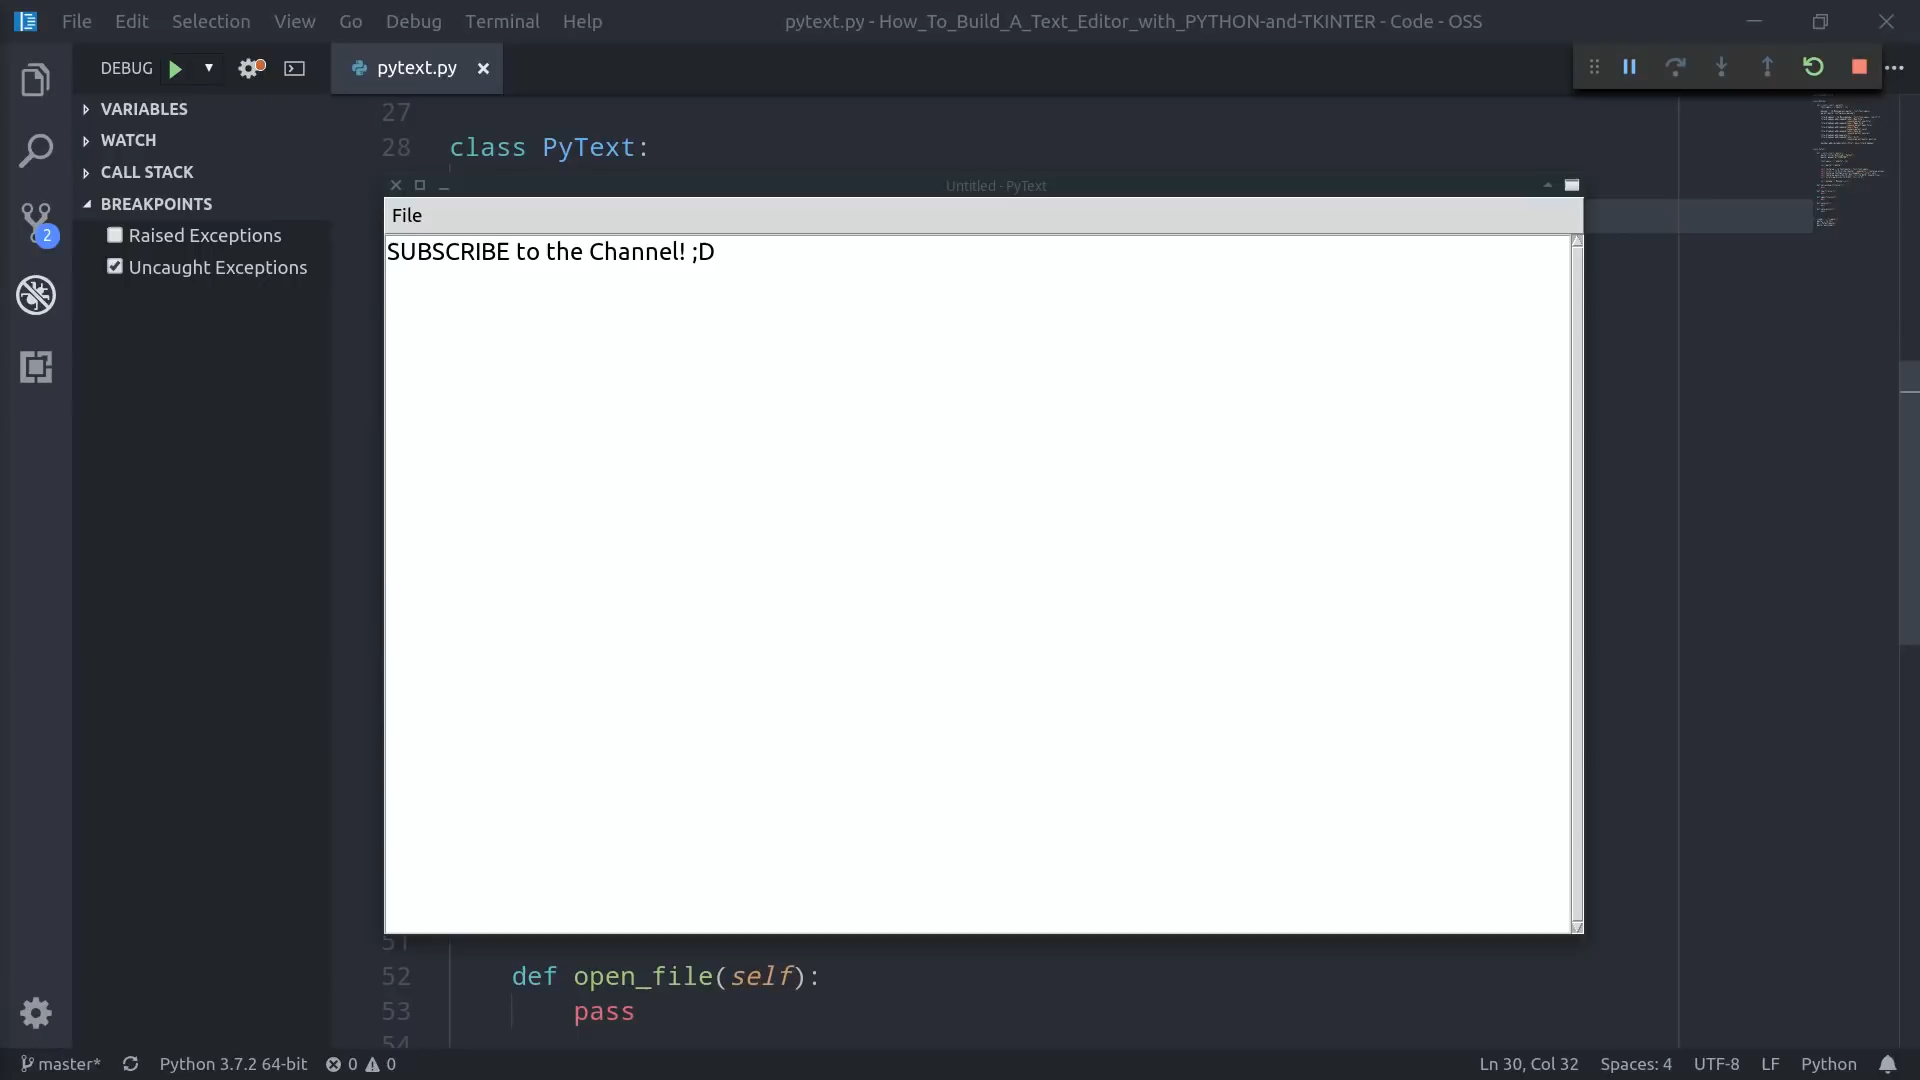 File Edit Selection View Go Debug Terminal Help pytext.py - How_To_Build_A_Text_Editor_with_PYTHON-and-TKINTER - Code - OSS
DEBUG pytext.py
VARIABLES
WATCH
CALL STACK
BREAKPOINTS
Raised Exceptions
Uncaught Exceptions
2
27
28 class PyText:
Untitled - PyText
File
SUBSCRIBE to the Channel! ;D
51
52 def open_file(self):
53 pass
54
master* Python 3.7.2 64-bit 0 0 Ln 30, Col 32 Spaces: 4 UTF-8 LF Python